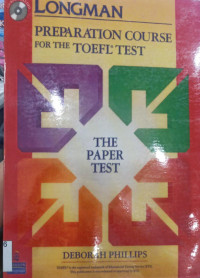 LONGMAN
PREPARATION COURSE
FOR THE TOEFL® TEST
THE
PAPER
TEST
DEBORAH PHILLIPS